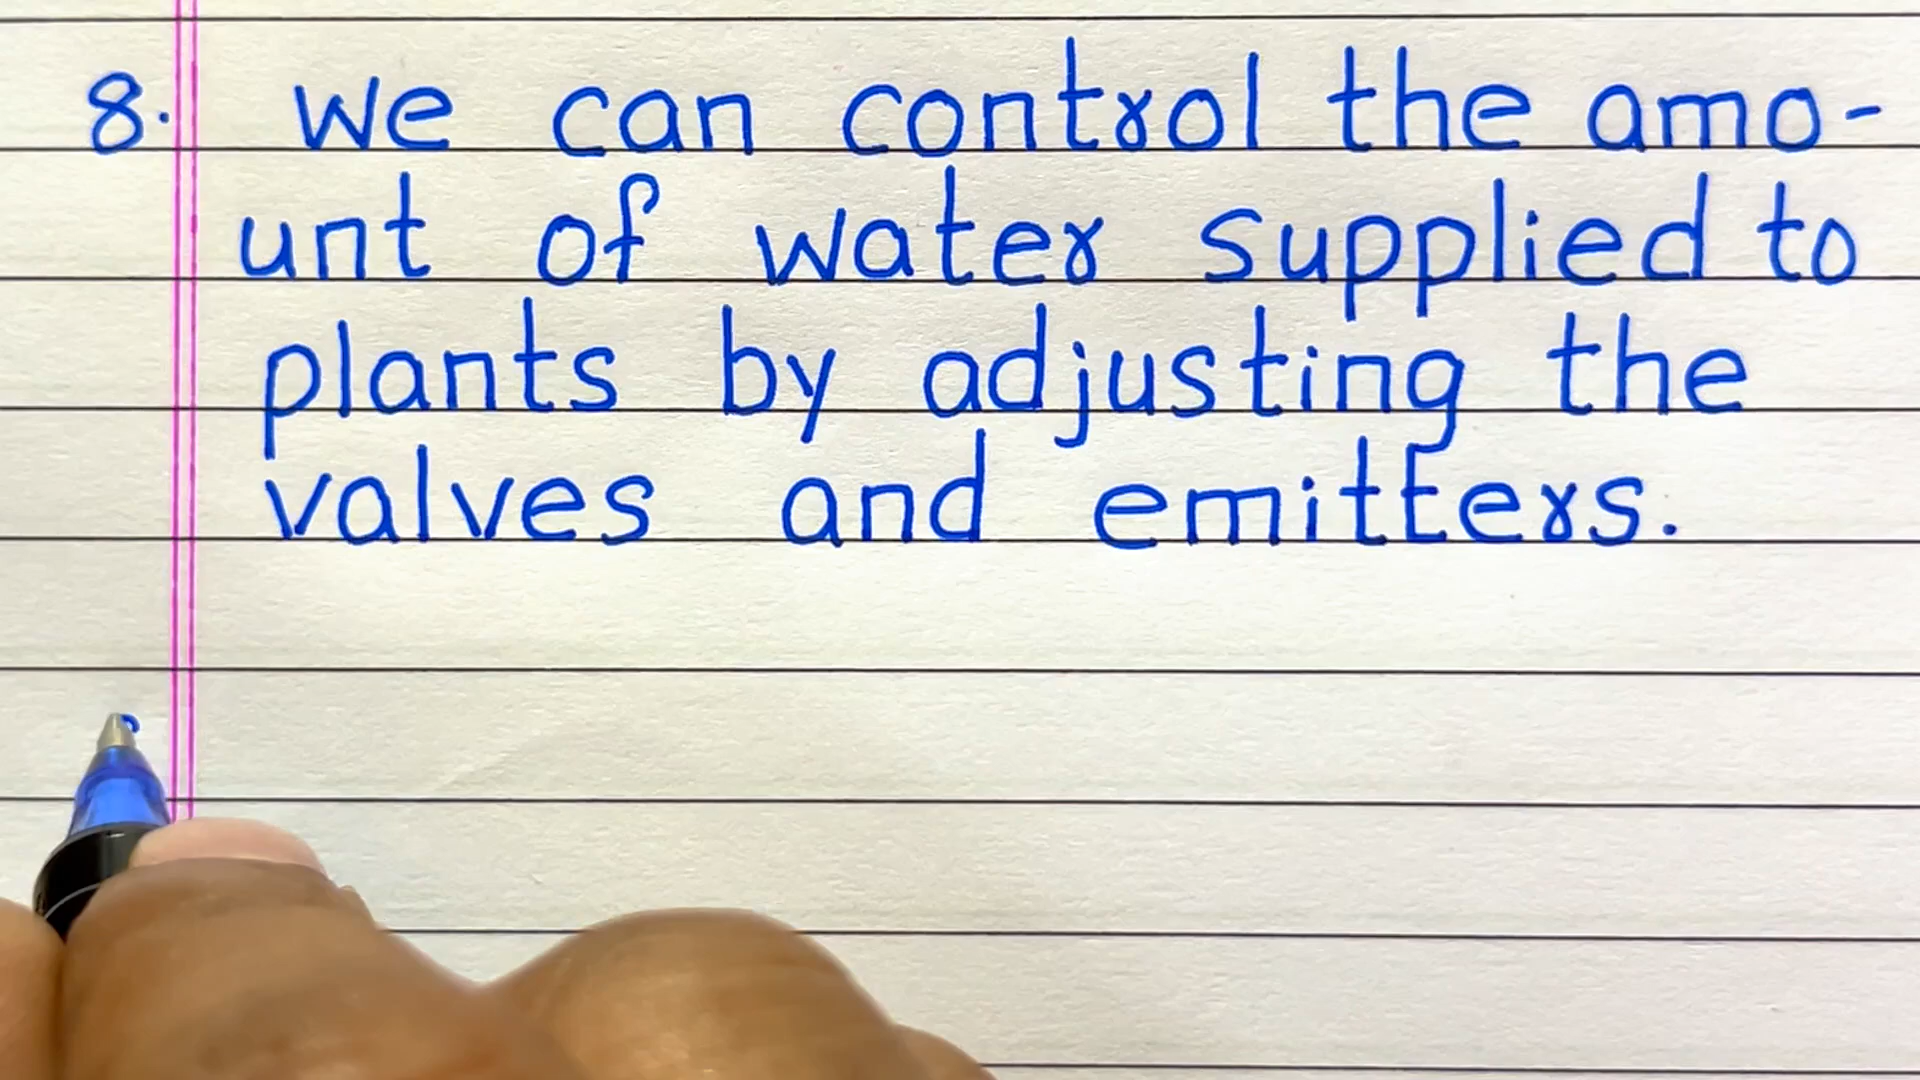 8. We can control the amo-
unt of water supplied to
plants by adjusting the
valves and emitters.